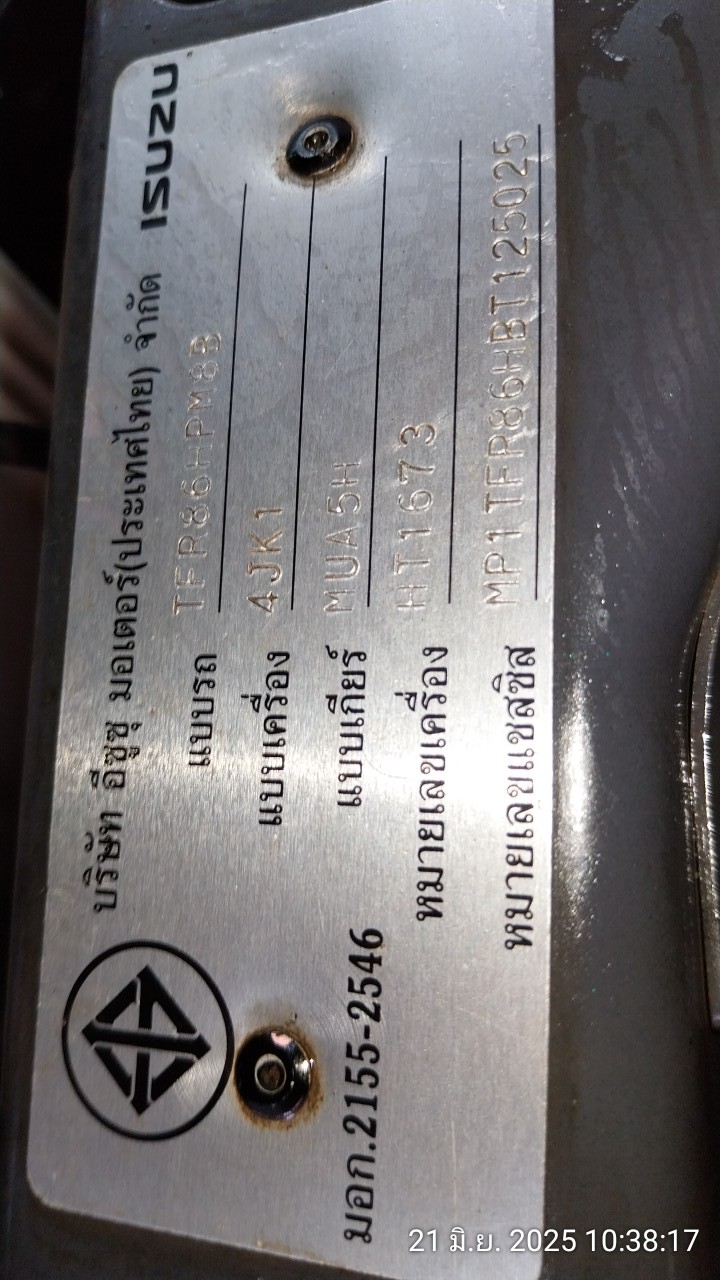 บริษัท อีซูซุ มอเตอร์(ประเทศไทย) จำกัด ISUZU
แบบรถ TFR86HPM8B
แบบเครื่อง 4JK1
แบบเกียร์ MUA5H
หมายเลขเครื่อง HT1673
หมายเลขแชสซิส MP1TFR86HBT125025
มอก.2155-2546
21 มิ.ย. 2025 10:38:17